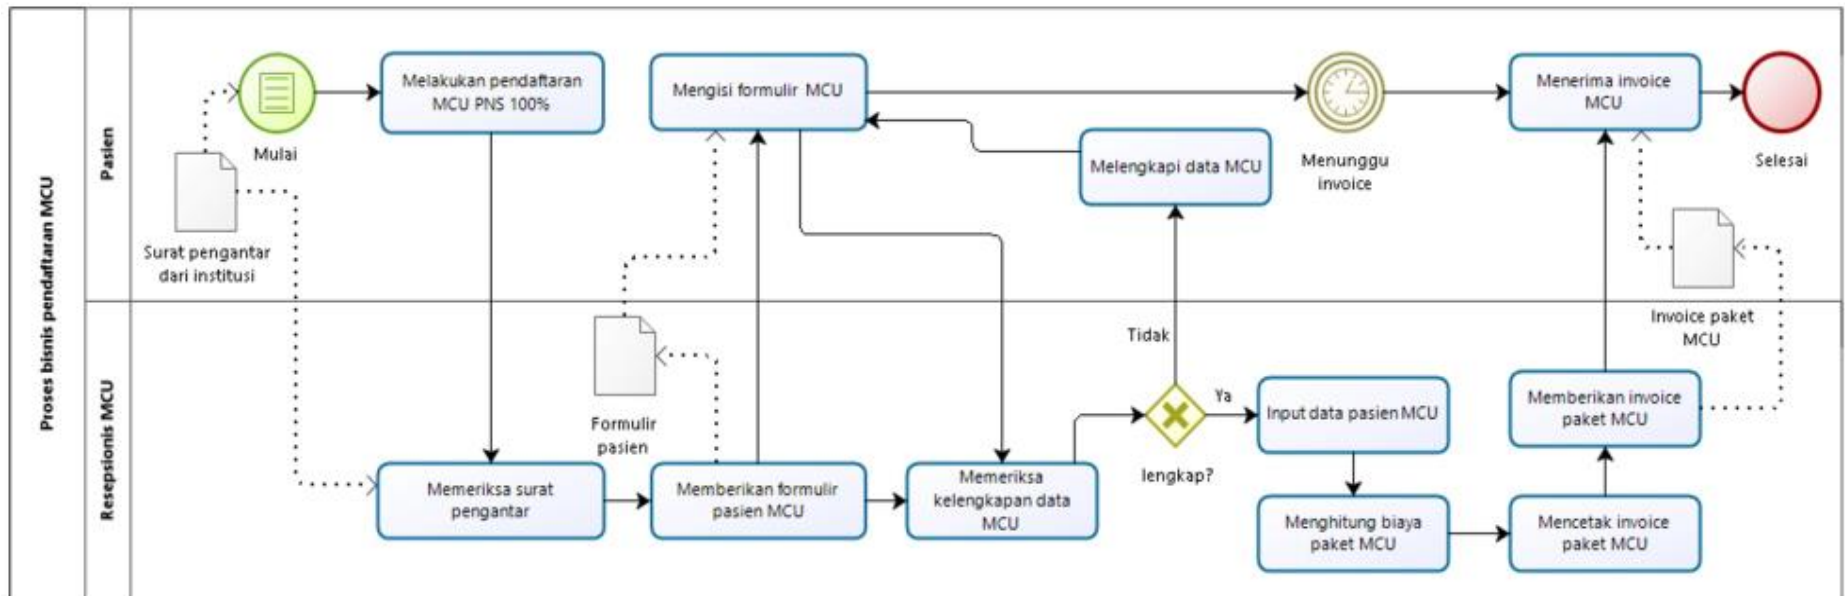 Proses bisnis pendaftaran MCU
Pasien
Mulai
Surat pengantar
dari institusi
Melakukan pendaftaran
MCU PNS 100%
Mengisi formulir MCU
Melengkapi data MCU
Menunggu
invoice
Menerima invoice
MCU
Selesai
Invoice paket
MCU
Resepsionis MCU
Memeriksa surat
pengantar
Formulir
pasien
Memberikan formulir
pasien MCU
Memeriksa
kelengkapan data
MCU
Tidak
Ya
lengkap?
Input data pasien MCU
Menghitung biaya
paket MCU
Mencetak invoice
paket MCU
Memberikan invoice
paket MCU